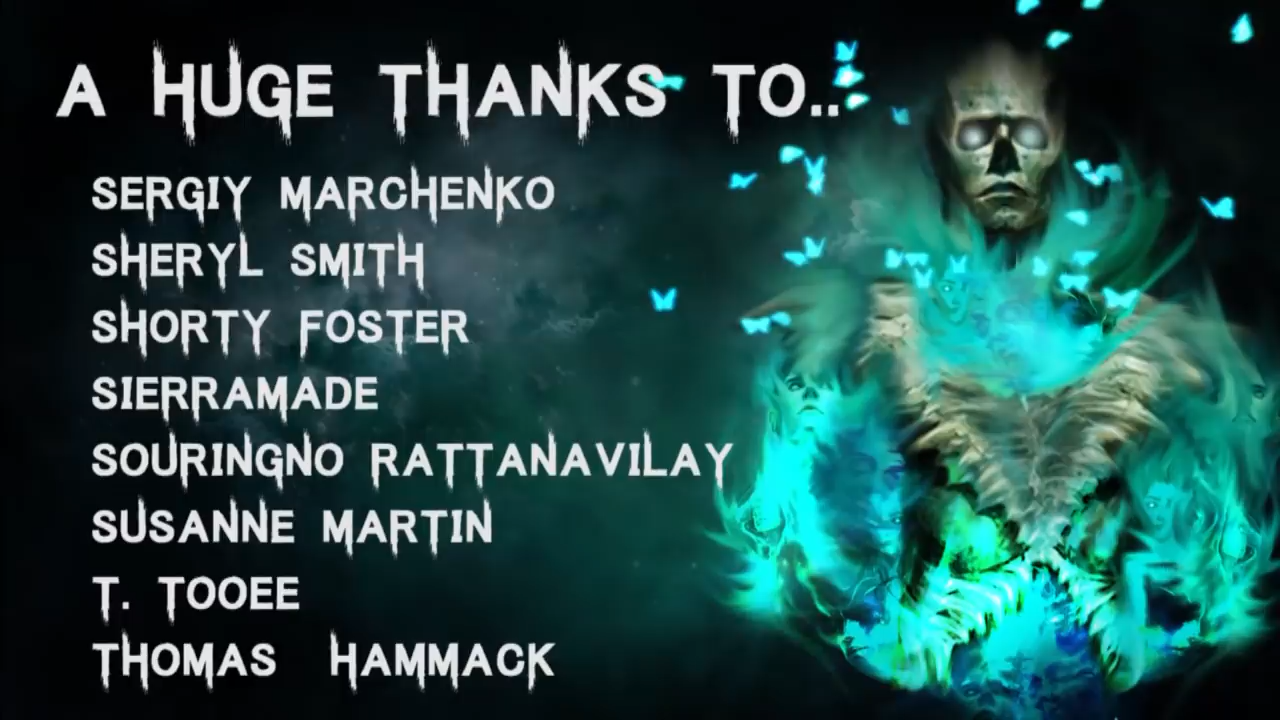 A HUGE THANKS TO..
SERGIY MARCHENKO
SHERYL SMITH
SHORTY FOSTER
SIERRAMADE
SOURINGNO RATTANAVILAY
SUSANNE MARTIN
T. TOOEE
THOMAS HAMMACK